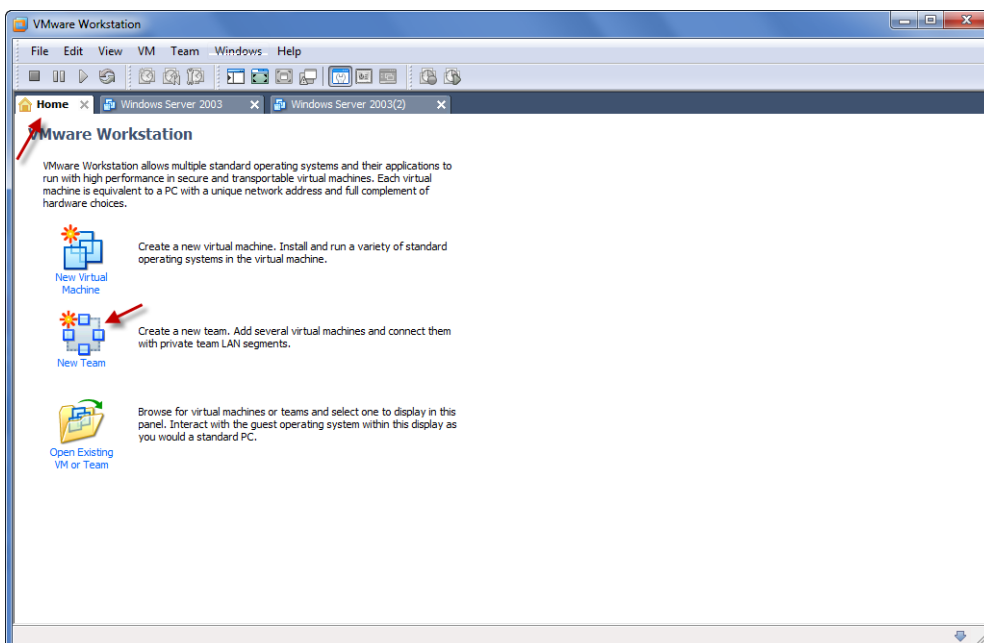 VMware Workstation
File Edit View VM Team Windows Help
Home Windows Server 2003 Windows Server 2003(2)
VMware Workstation
VMware Workstation allows multiple standard operating systems and their applications to
run with high performance in secure and transportable virtual machines. Each virtual
machine is equivalent to a PC with a unique network address and full complement of
hardware choices.
Create a new virtual machine. Install and run a variety of standard
operating systems in the virtual machine.
New Virtual
Machine
Create a new team. Add several virtual machines and connect them
with private team LAN segments.
New Team
Browse for virtual machines or teams and select one to display in this
panel. Interact with the guest operating system within this display as
you would a standard PC.
Open Existing
VM or Team